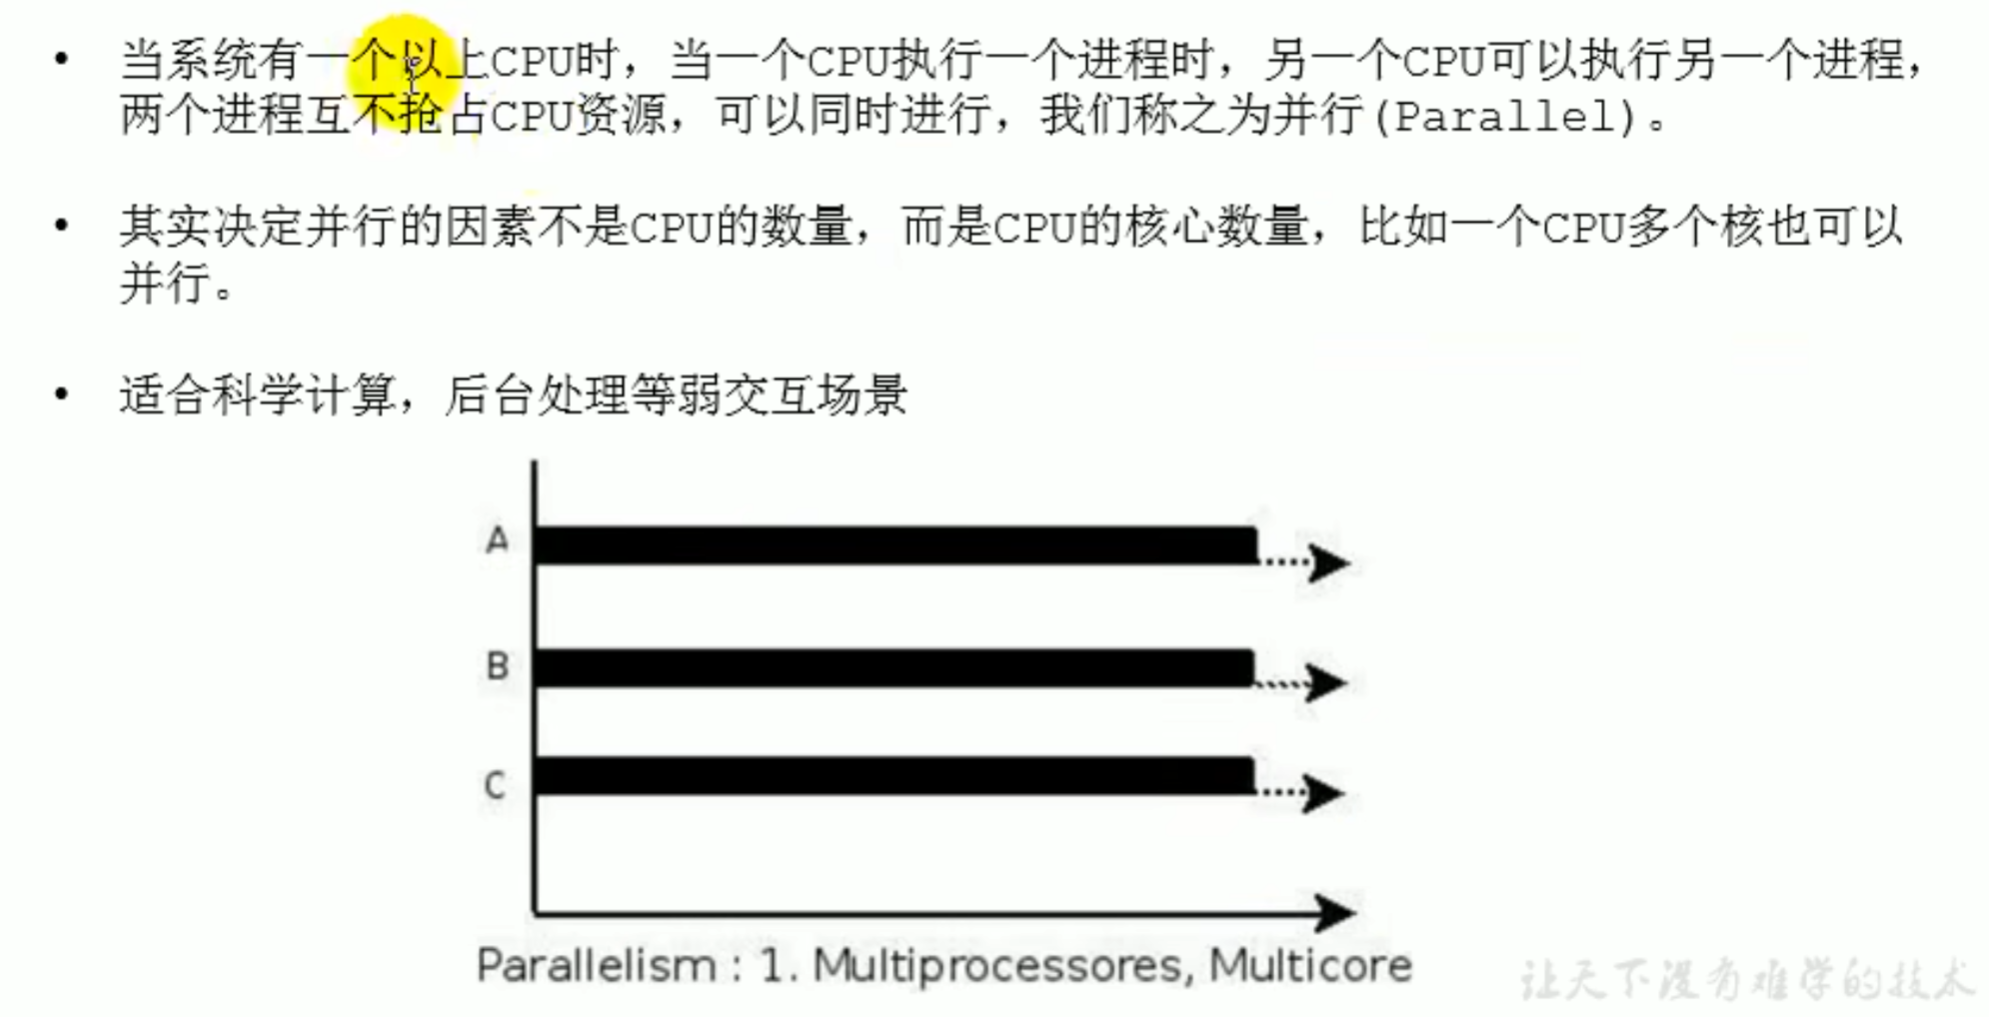 • 当系统有一个以上CPU时，当一个CPU执行一个进程时，另一个CPU可以执行另一个进程，
两个进程互不抢占CPU资源，可以同时进行，我们称之为并行(Parallel)。
• 其实决定并行的因素不是CPU的数量，而是CPU的核心数量，比如一个CPU多个核也可以
并行。
• 适合科学计算，后台处理等弱交互场景
A
B
C
Parallelism : 1. Multiprocessores, Multicore
让天下没有难学的技术